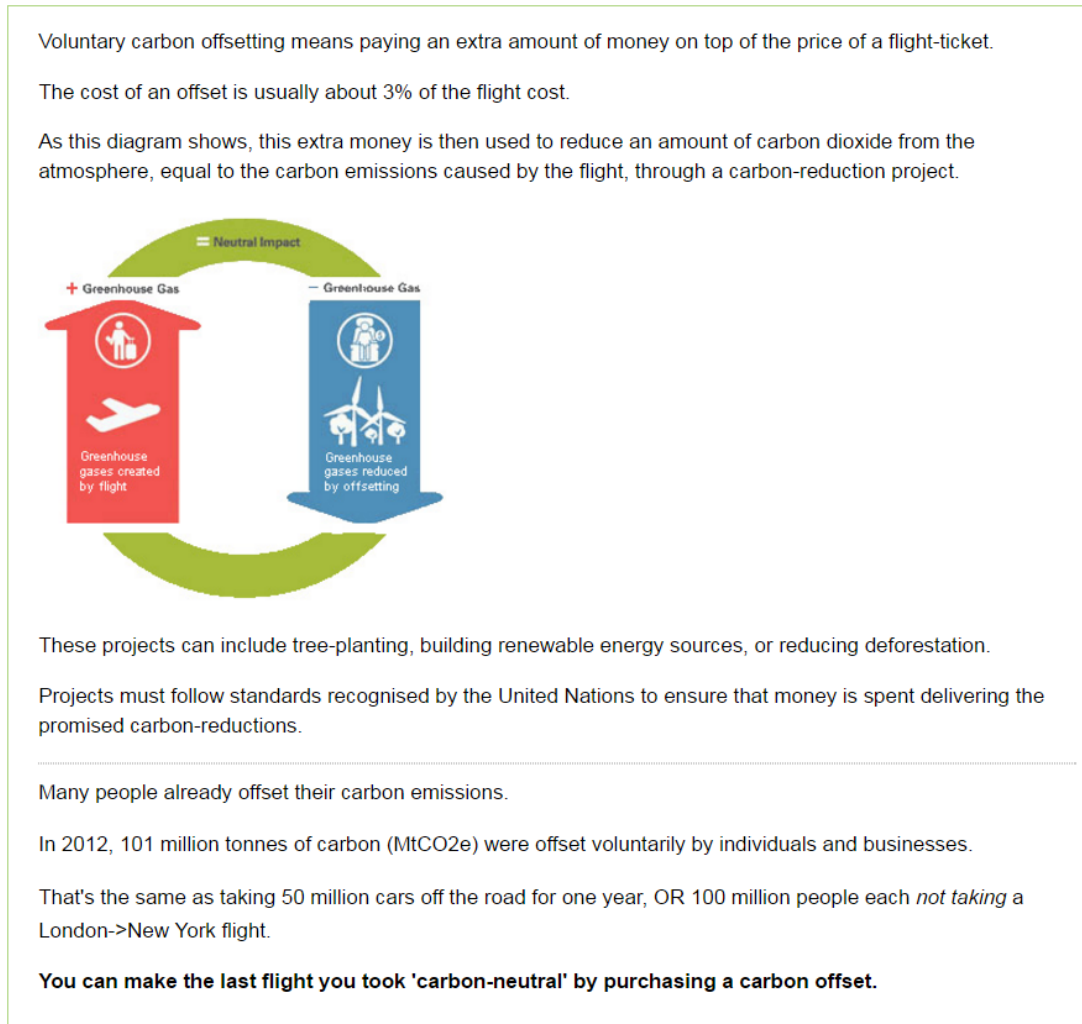 Voluntary carbon offsetting means paying an extra amount of money on top of the price of a flight-ticket.
The cost of an offset is usually about 3% of the flight cost.
As this diagram shows, this extra money is then used to reduce an amount of carbon dioxide from the
atmosphere, equal to the carbon emissions caused by the flight, through a carbon-reduction project.
= Neutral Impact
+ Greenhouse Gas
− Greenhouse Gas
Greenhouse
gases created
by flight
Greenhouse
gases reduced
by offsetting
These projects can include tree-planting, building renewable energy sources, or reducing deforestation.
Projects must follow standards recognised by the United Nations to ensure that money is spent delivering the
promised carbon-reductions.
Many people already offset their carbon emissions.
In 2012, 101 million tonnes of carbon (MtCO2e) were offset voluntarily by individuals and businesses.
That's the same as taking 50 million cars off the road for one year, OR 100 million people each not taking a
London->New York flight.
You can make the last flight you took 'carbon-neutral' by purchasing a carbon offset.